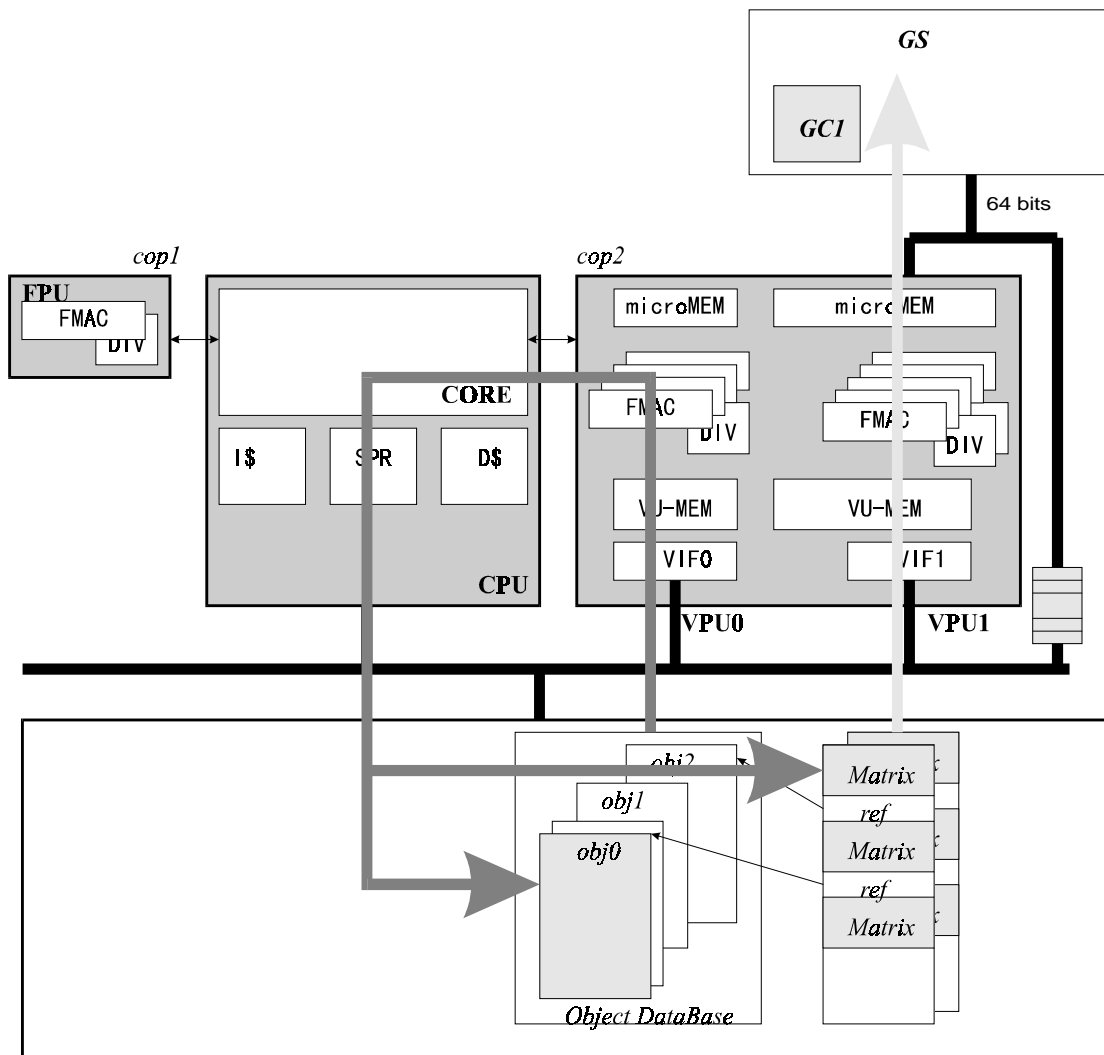 GS
GC1
64 bits
cop1
cop2
FPU
FMAC
DIV
CORE
I$
SPR
D$
CPU
microMEM
microMEM
FMAC
DIV
FMAC
DIV
VU-MEM
VU-MEM
VIF0
VIF1
VPU0
VPU1
obj2
obj1
obj0
Object DataBase
Matrix
x
ref
Matrix
x
ref
Matrix
x